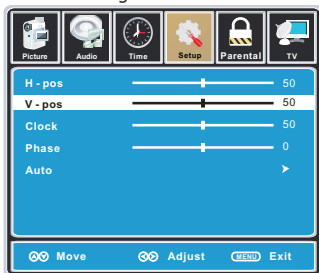 Picture Audio Time Setup Parental TV
H - pos 50
V - pos 50
Clock 50
Phase 0
Auto
Move Adjust MENU Exit